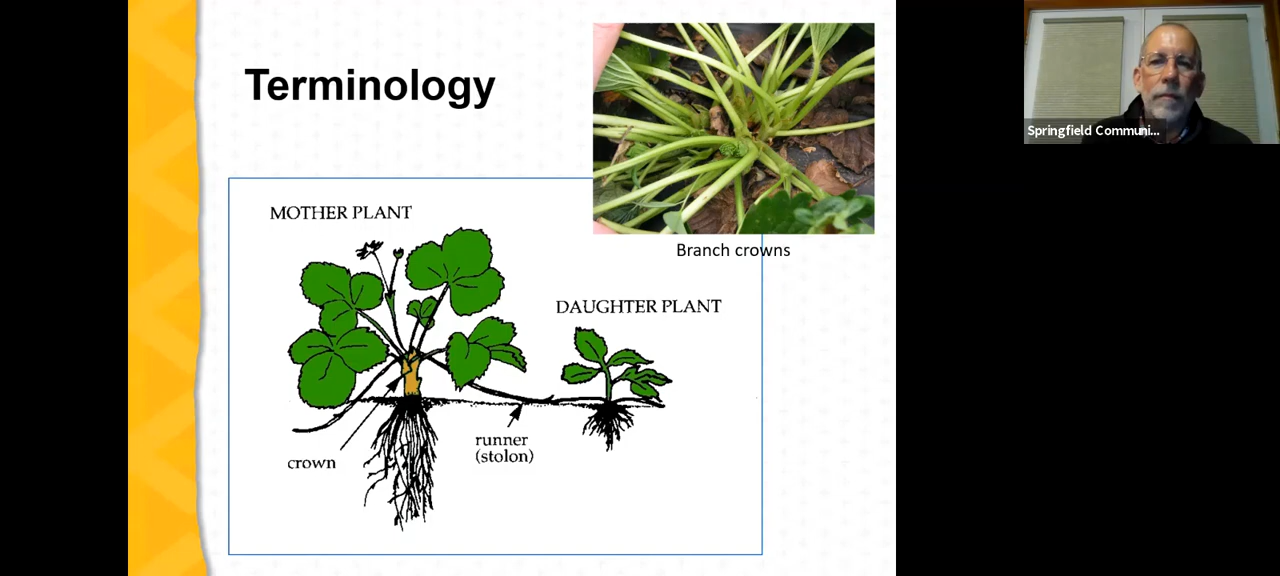 Terminology
Springfield Communi...
Branch crowns
MOTHER PLANT
DAUGHTER PLANT
runner
(stolon)
crown